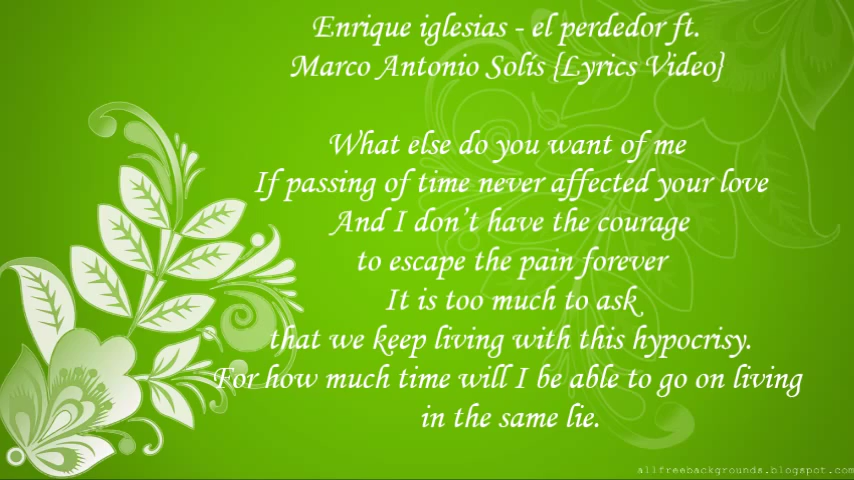 Enrique iglesias - el perdedor ft.
Marco Antonio Solís {Lyrics Video}
What else do you want of me
If passing of time never affected your love
And I don't have the courage
to escape the pain forever
It is too much to ask
that we keep living with this hypocrisy.
For how much time will I be able to go on living
in the same lie.
allfreebackgrounds.blogspot.com